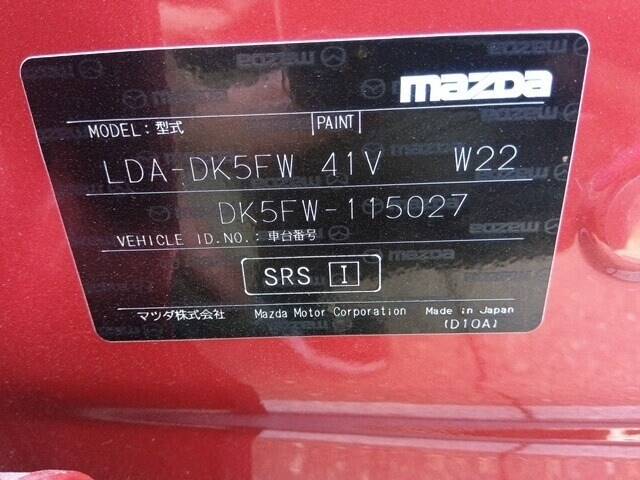 mazda
MODEL: 型式 PAINT
LDA-DK5FW 41V W22
DK5FW-115027
VEHICLE ID.NO.: 車台番号
SRS I
マツダ株式会社 Mazda Motor Corporation Made in Japan
(D10A)